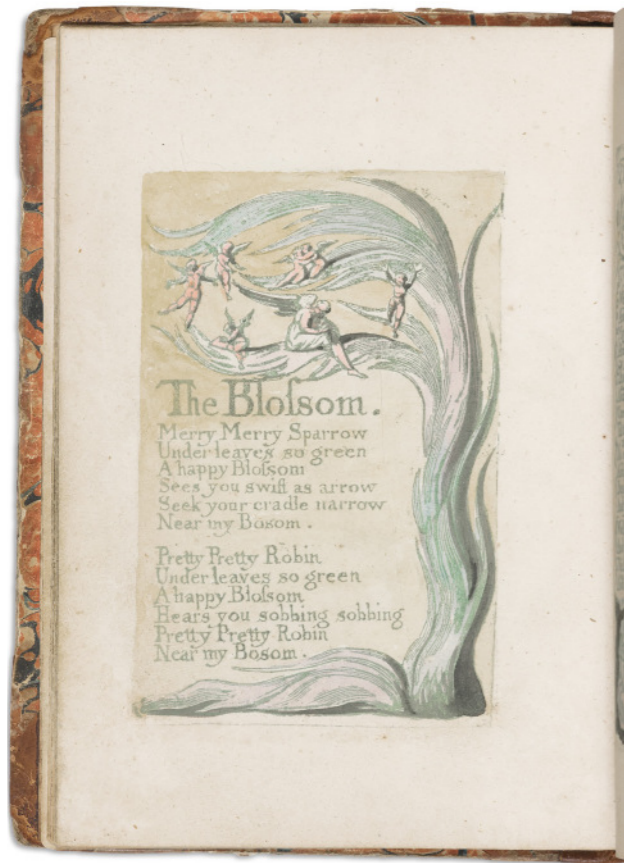 The Bloſsom.
Merry Merry Sparrow
Under leaves so green
A happy Bloſsom
Sees you swift as arrow
Seek your cradle narrow
Near my Bosom.
Pretty Pretty Robin
Under leaves so green
A happy Bloſsom
Hears you sobbing sobbing
Pretty Pretty Robin
Near my Bosom.